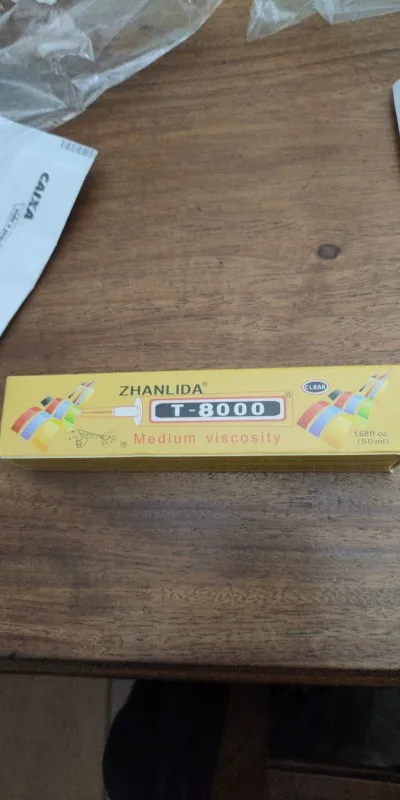 CAIXA
ZHANLIDA®
T-8000
®
CLEAR
®
Medium viscosity
1.68fl oz
(50ml)